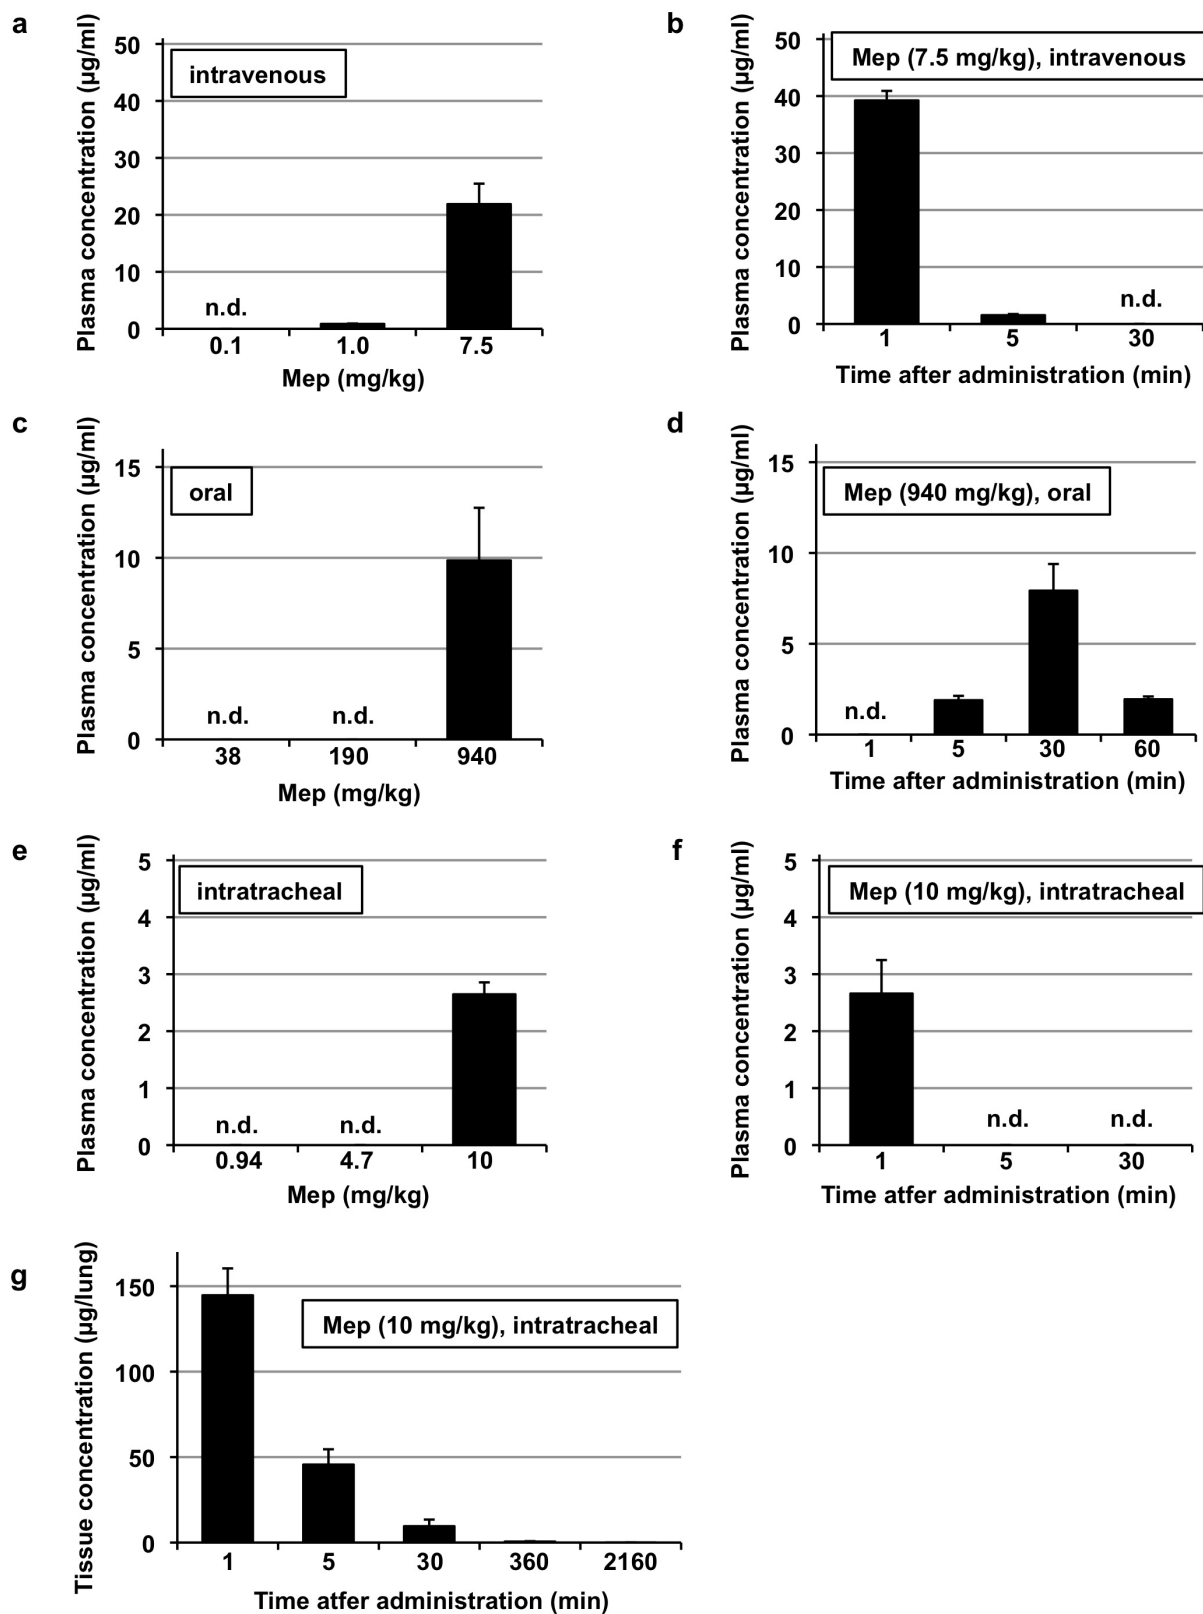 a
Plasma concentration (µg/ml)
50
40
30
20
10
0
intravenous
n.d.
0.1 1.0 7.5
Mep (mg/kg)
b
Plasma concentration (µg/ml)
50
40
30
20
10
0
Mep (7.5 mg/kg), intravenous
n.d.
1 5 30
Time after administration (min)
c
Plasma concentration (µg/ml)
15
10
5
0
oral
n.d. n.d.
38 190 940
Mep (mg/kg)
d
Plasma concentration (µg/ml)
15
10
5
0
Mep (940 mg/kg), oral
n.d.
1 5 30 60
Time after administration (min)
e
Plasma concentration (µg/ml)
5
4
3
2
1
0
intratracheal
n.d. n.d.
0.94 4.7 10
Mep (mg/kg)
f
Plasma concentration (µg/ml)
5
4
3
2
1
0
Mep (10 mg/kg), intratracheal
n.d. n.d.
1 5 30
Time atfer administration (min)
g
Tissue concentration (µg/lung)
150
100
50
0
Mep (10 mg/kg), intratracheal
1 5 30 360 2160
Time atfer administration (min)